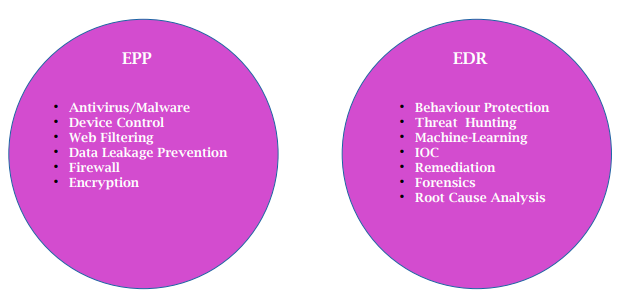 EPP
• Antivirus/Malware
• Device Control
• Web Filtering
• Data Leakage Prevention
• Firewall
• Encryption
EDR
• Behaviour Protection
• Threat Hunting
• Machine-Learning
• IOC
• Remediation
• Forensics
• Root Cause Analysis